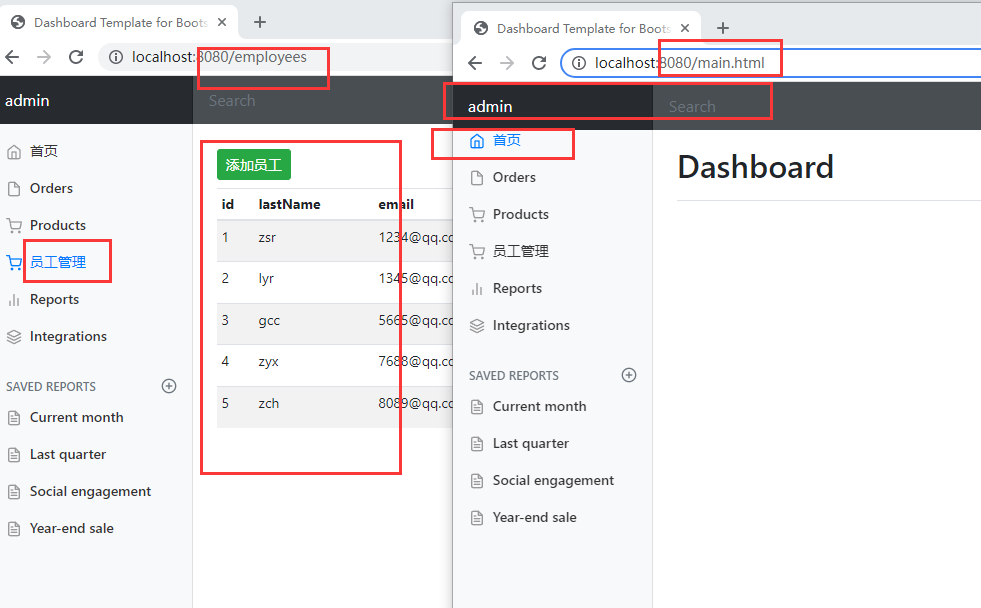 Dashboard Template for Boots
localhost:8080/employees
admin
Search
首页
Orders
Products
员工管理
Reports
Integrations
SAVED REPORTS
Current month
Last quarter
Social engagement
Year-end sale
添加员工
id lastName email
1 zsr 1234@qq.co
2 lyr 1345@qq.co
3 gcc 5665@qq.co
4 zyx 7688@qq.co
5 zch 8089@qq.co
Dashboard Template for Boots
localhost:8080/main.html
admin
Search
首页
Orders
Products
员工管理
Reports
Integrations
SAVED REPORTS
Current month
Last quarter
Social engagement
Year-end sale
Dashboard